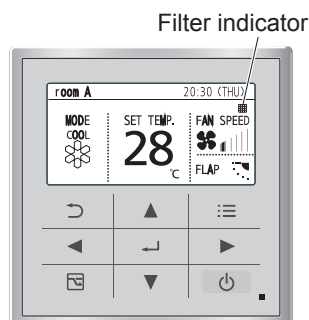 Filter indicator
room A 20:30 (THU)
MODE SET TEMP. FAN SPEED
COOL
28 °C
FLAP